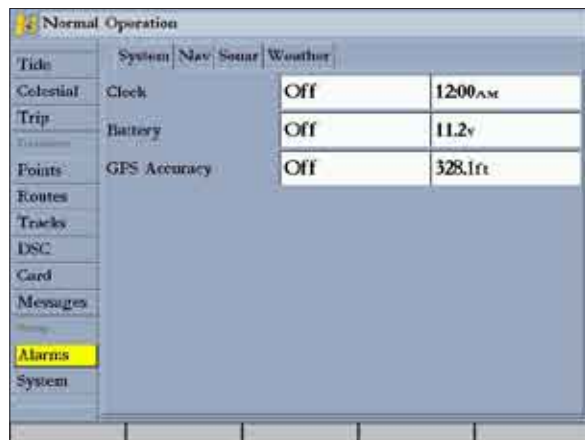 Normal Operation
System Nav Sonar Weather
Tide
Celestial
Trip
Points
Routes
Tracks
DSC
Card
Messages
Alarms
System
Clock Off 12:00AM
Battery Off 11.2v
GPS Accuracy Off 328.1ft